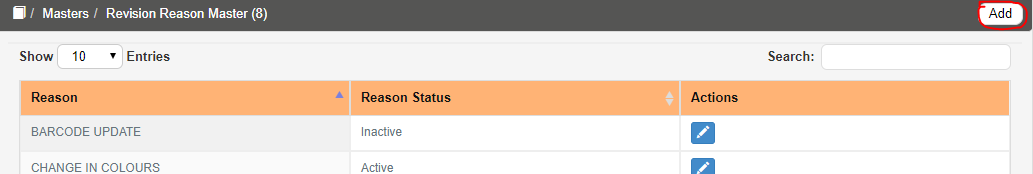 / Masters / Revision Reason Master (8) Add
Show 10 Entries Search:
Reason Reason Status Actions
BARCODE UPDATE Inactive
CHANGE IN COLOURS Active